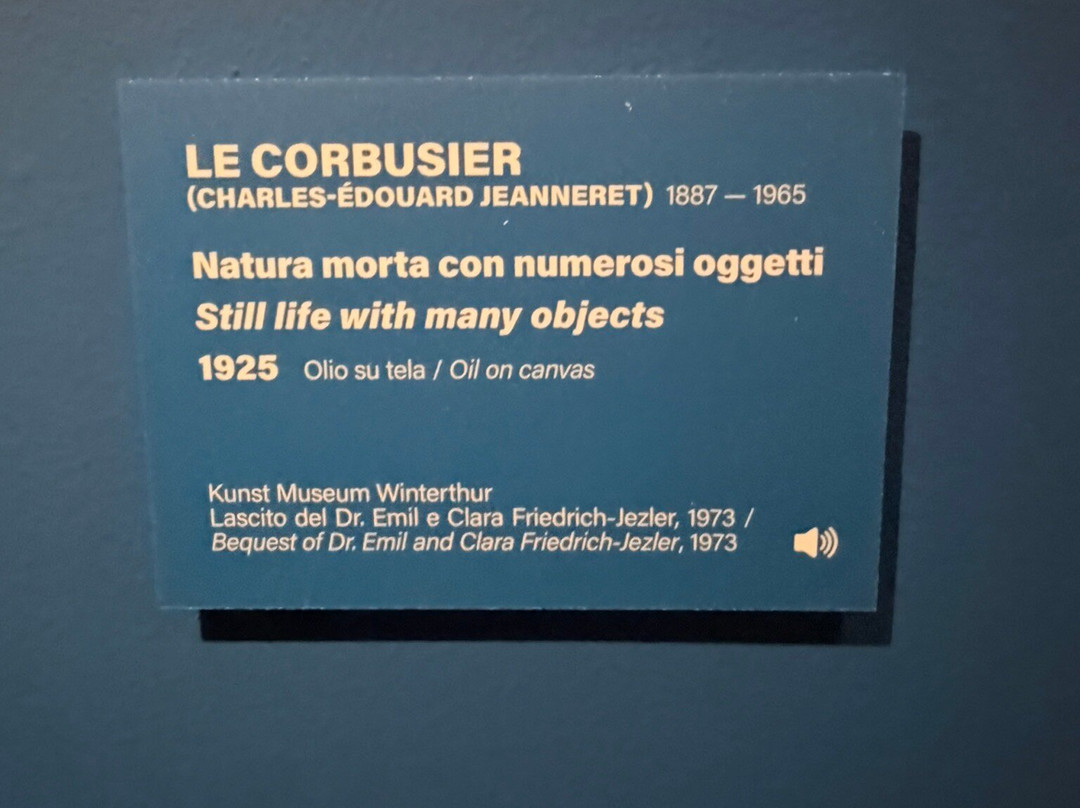 LE CORBUSIER
(CHARLES-ÉDOUARD JEANNERET) 1887 — 1965
Natura morta con numerosi oggetti
Still life with many objects
1925 Olio su tela / Oil on canvas
Kunst Museum Winterthur
Lascito del Dr. Emil e Clara Friedrich-Jezler, 1973 /
Bequest of Dr. Emil and Clara Friedrich-Jezler, 1973